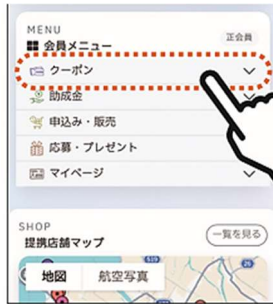 MENU
会員メニュー
正会員
クーポン
助成金
申込み・販売
応募・プレゼント
マイページ
SHOP
提携店舗マップ
一覧を見る
地図
航空写真